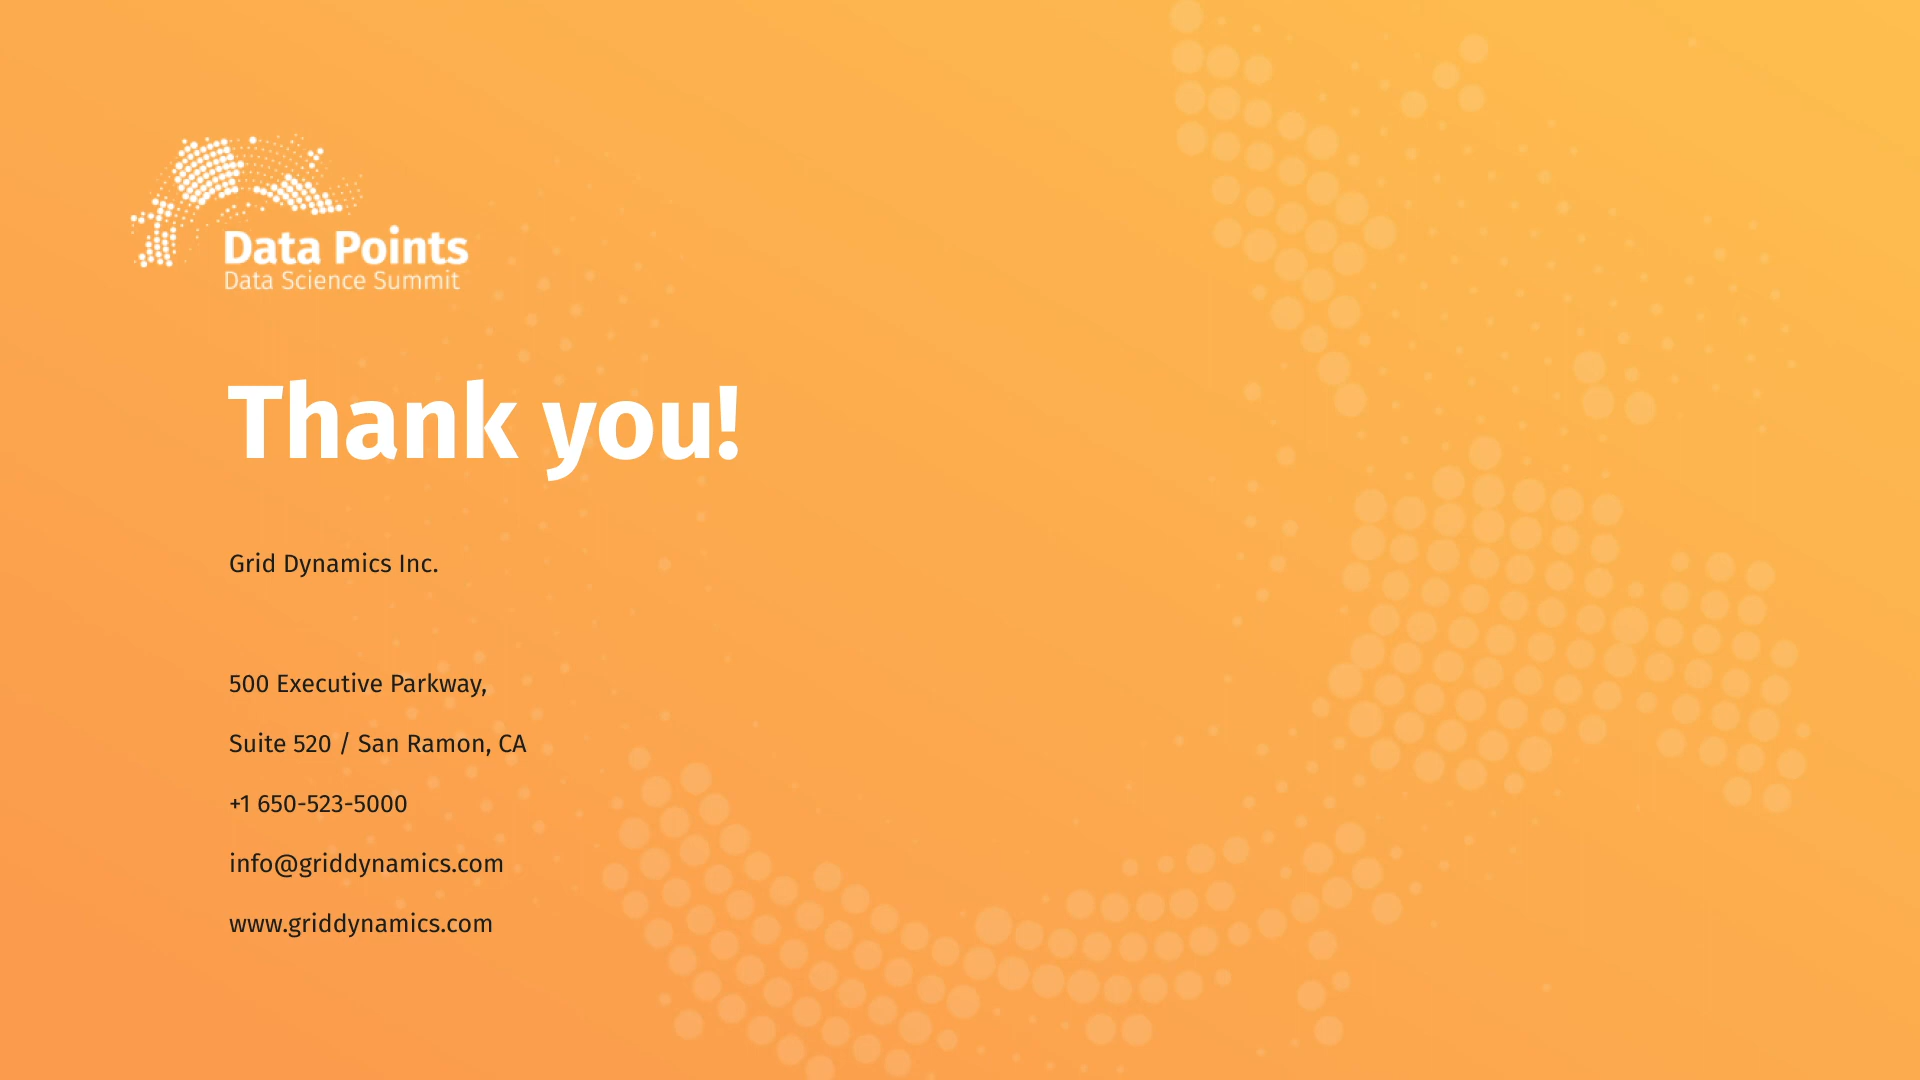 Data Points
Data Science Summit
Thank you!
Grid Dynamics Inc.
500 Executive Parkway,
Suite 520 / San Ramon, CA
+1 650-523-5000
info@griddynamics.com
www.griddynamics.com